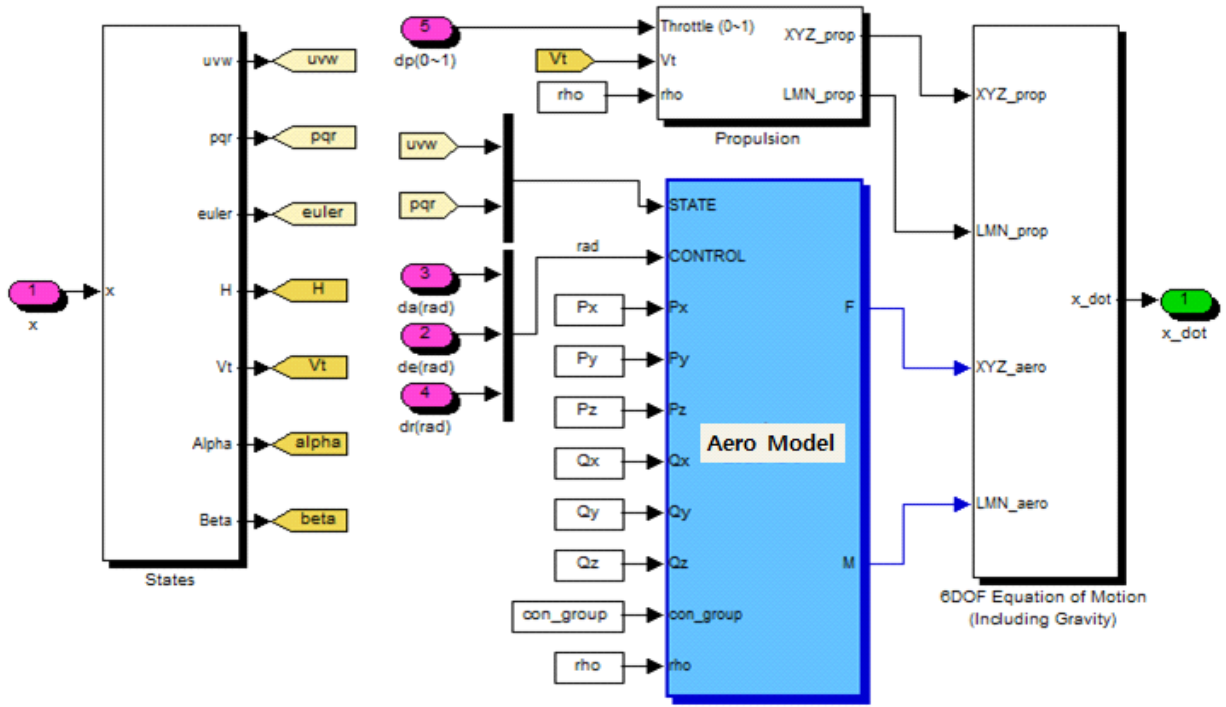 x
uvw
pqr
euler
H
Vt
Alpha
Beta
States
1
x
uvw
pqr
euler
H
Vt
alpha
beta
5
dp(0~1)
Vt
rho
Throttle (0~1)
Vt
rho
XYZ_prop
LMN_prop
Propulsion
uvw
pqr
rad
3
da(rad)
2
de(rad)
4
dr(rad)
Px
Py
Pz
Qx
Qy
Qz
con_group
rho
STATE
CONTROL
Px
Py
Pz
Qx
Qy
Qz
con_group
rho
Aero Model
F
M
XYZ_prop
LMN_prop
XYZ_aero
LMN_aero
x_dot
6DOF Equation of Motion
(Including Gravity)
1
x_dot